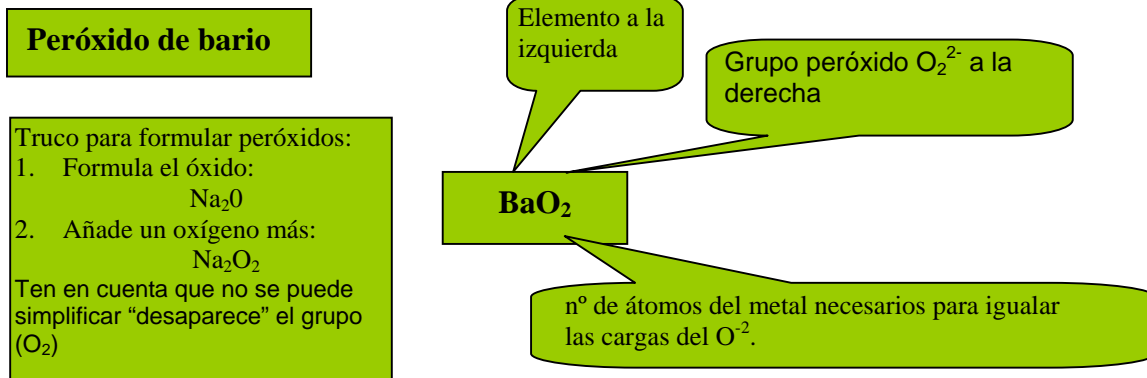 Peróxido de bario
Elemento a la
izquierda
Grupo peróxido O₂²⁻ a la
derecha
Truco para formular peróxidos:
1. Formula el óxido:
Na₂0
2. Añade un oxígeno más:
Na₂O₂
Ten en cuenta que no se puede
simplificar “desaparece” el grupo
(O₂)
BaO₂
nº de átomos del metal necesarios para igualar
las cargas del O⁻².